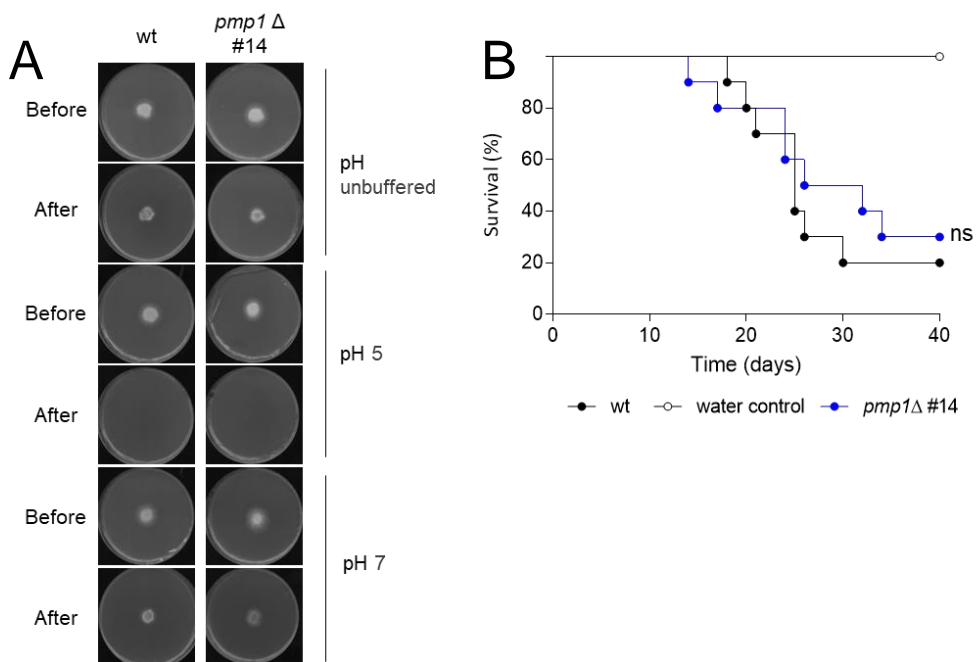 A
wt
pmp1 Δ
#14
Before
After
pH
unbuffered
Before
After
pH 5
Before
After
pH 7
B
Survival (%)
80
60
40
20
0
0 10 20 30 40
ns
Time (days)
wt water control pmp1Δ #14